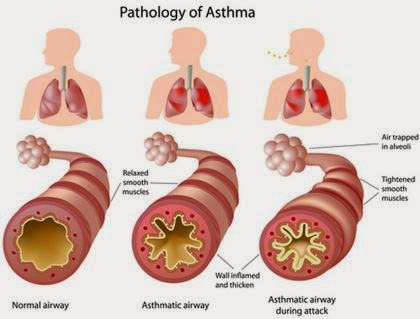 Pathology of Asthma
Air trapped
in alveoli
Relaxed
smooth
muscles
Tightened
smooth
muscles
Wall inflamed
and thicken
Normal airway
Asthmatic airway
Asthmatic airway
during attack